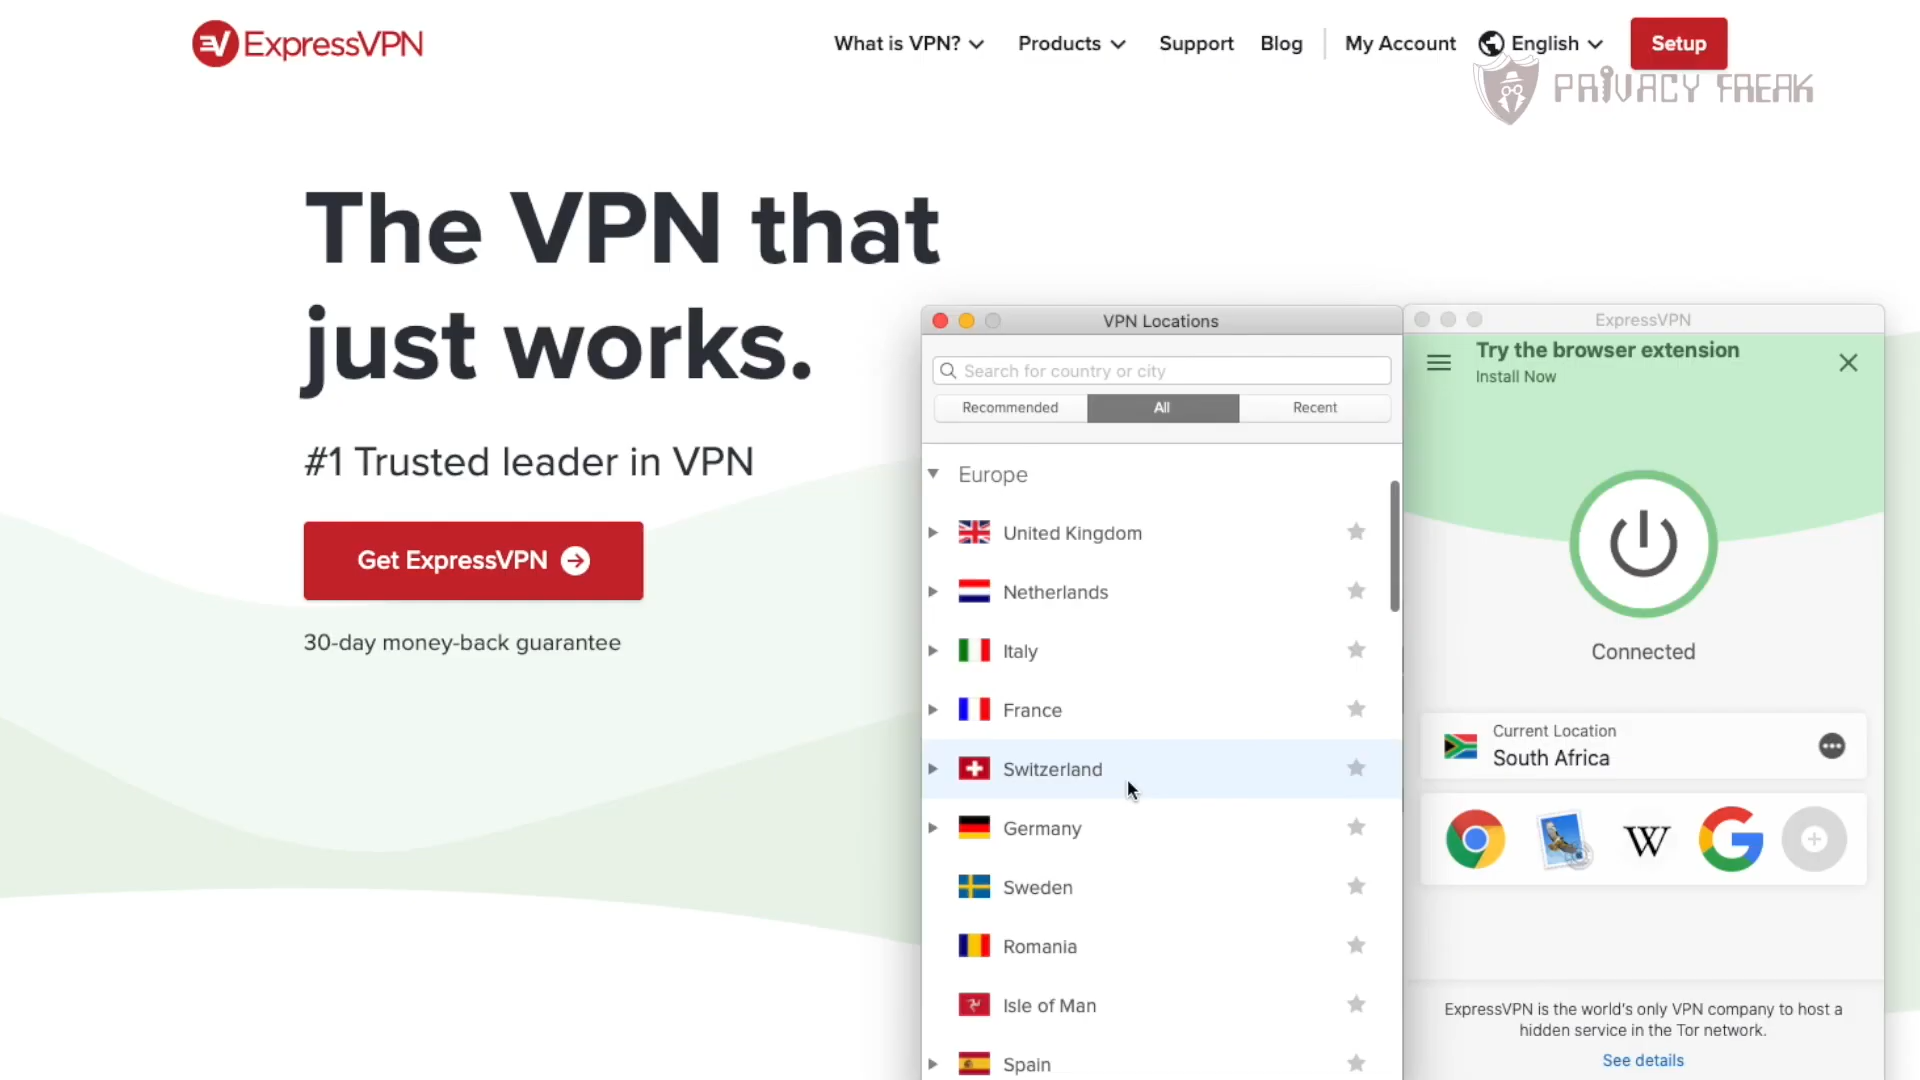 ExpressVPN
What is VPN?
Products
Support
Blog
My Account
English
Setup
PRIVACY FREAK
The VPN that
just works.
#1 Trusted leader in VPN
Get ExpressVPN
30-day money-back guarantee
VPN Locations
Search for country or city
Recommended
All
Recent
Europe
United Kingdom
Netherlands
Italy
France
Switzerland
Germany
Sweden
Romania
Isle of Man
Spain
ExpressVPN
Try the browser extension
Install Now
Connected
Current Location
South Africa
W
ExpressVPN is the world's only VPN company to host a
hidden service in the Tor network.
See details